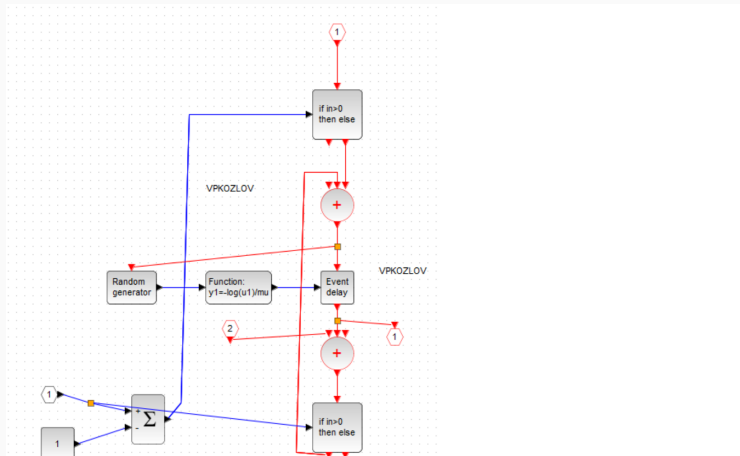 1
if in>0
then else
VPKOZLOV
+
VPKOZLOV
Random
generator
Function:
y1=-log(u1)/mu
Event
delay
2
1
+
1
+
-
Σ
if in>0
then else
1